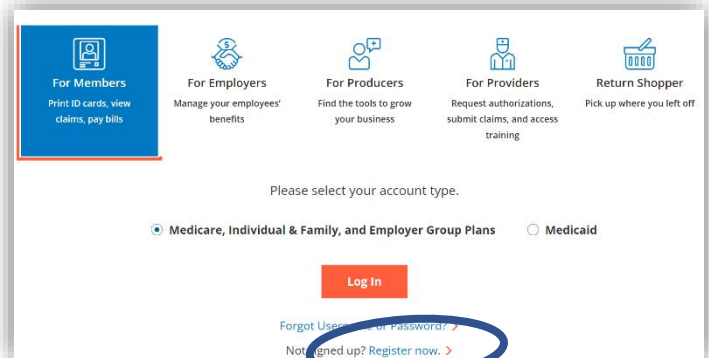 For Members
Print ID cards, view
claims, pay bills
For Employers
Manage your employees'
benefits
For Producers
Find the tools to grow
your business
For Providers
Request authorizations,
submit claims, and access
training
Return Shopper
Pick up where you left off
Please select your account type.
Medicare, Individual & Family, and Employer Group Plans
Medicaid
Log In
Forgot Username or Password? >
Not signed up? Register now. >